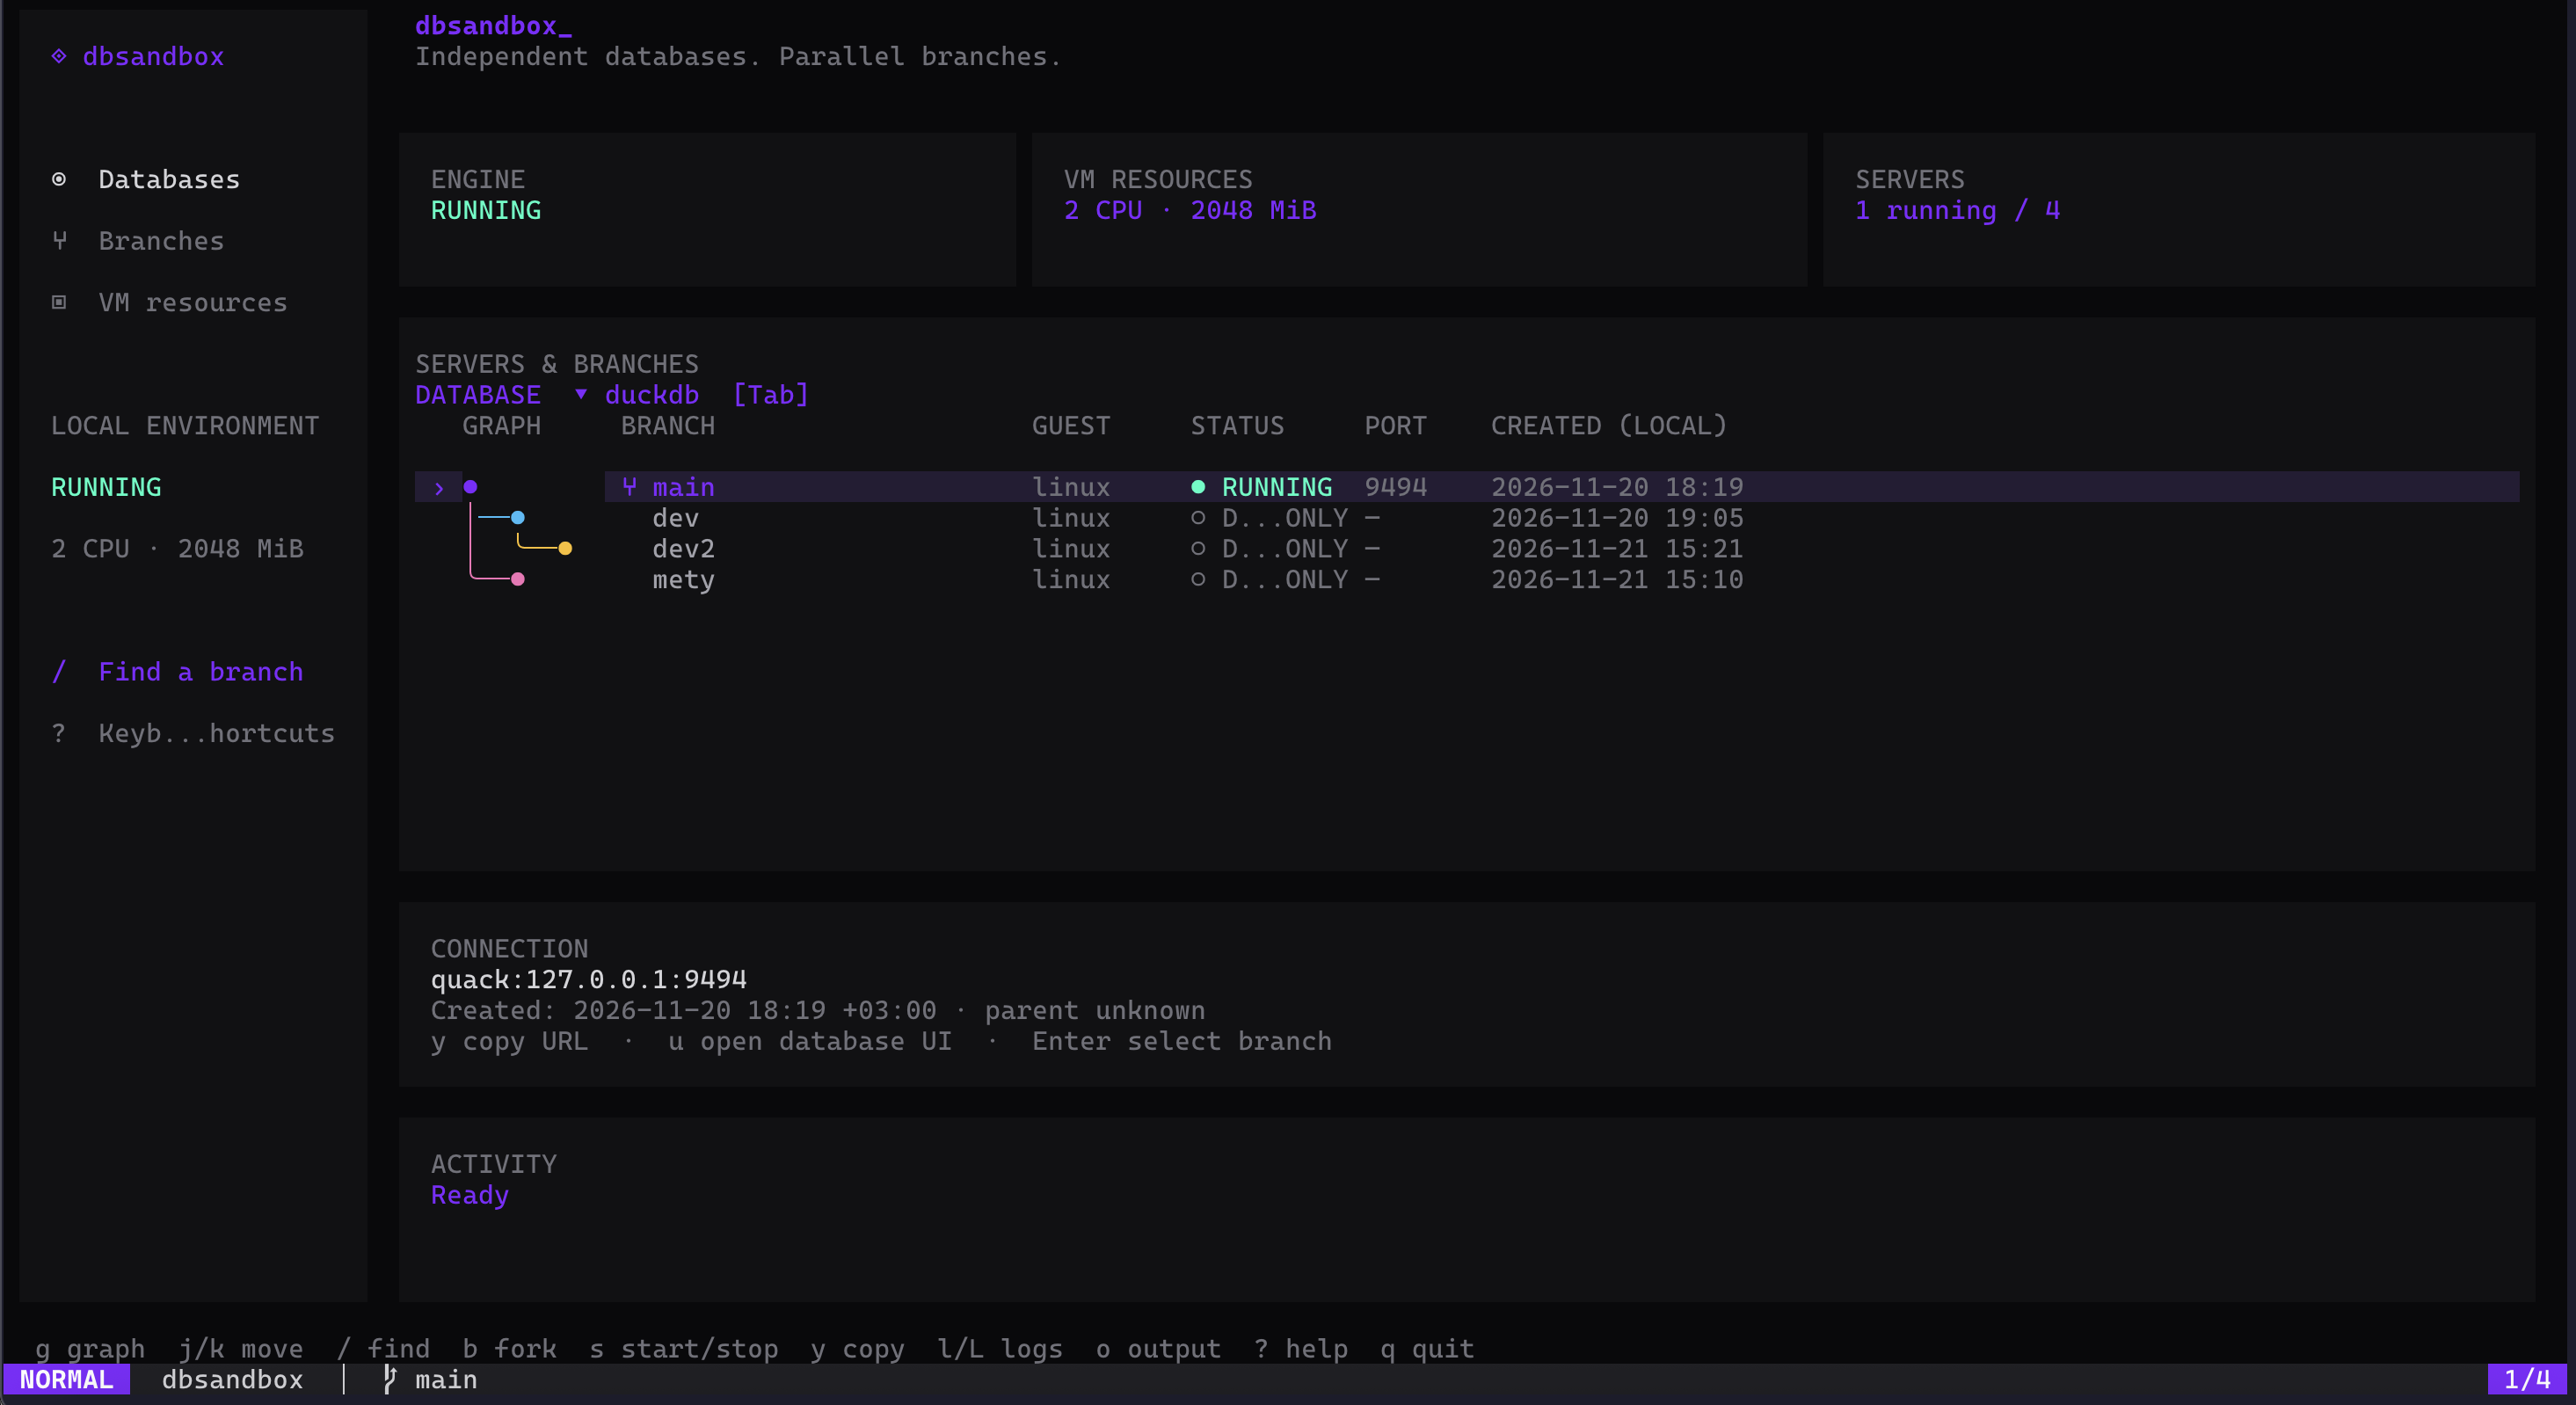 dbsandbox
Databases
Branches
VM resources
LOCAL ENVIRONMENT
RUNNING
2 CPU · 2048 MiB
/ Find a branch
? Keyb...hortcuts
dbsandbox_
Independent databases. Parallel branches.
ENGINE
RUNNING
VM RESOURCES
2 CPU · 2048 MiB
SERVERS
1 running / 4
SERVERS & BRANCHES
DATABASE ▼ duckdb [Tab]
GRAPH BRANCH GUEST STATUS PORT CREATED (LOCAL)
› main linux ● RUNNING 9494 2026-11-20 18:19
dev linux ○ D...ONLY — 2026-11-20 19:05
dev2 linux ○ D...ONLY — 2026-11-21 15:21
mety linux ○ D...ONLY — 2026-11-21 15:10
CONNECTION
quack:127.0.0.1:9494
Created: 2026-11-20 18:19 +03:00 · parent unknown
y copy URL · u open database UI · Enter select branch
ACTIVITY
Ready
g graph j/k move / find b fork s start/stop y copy l/L logs o output ? help q quit
NORMAL dbsandbox │ main 1/4